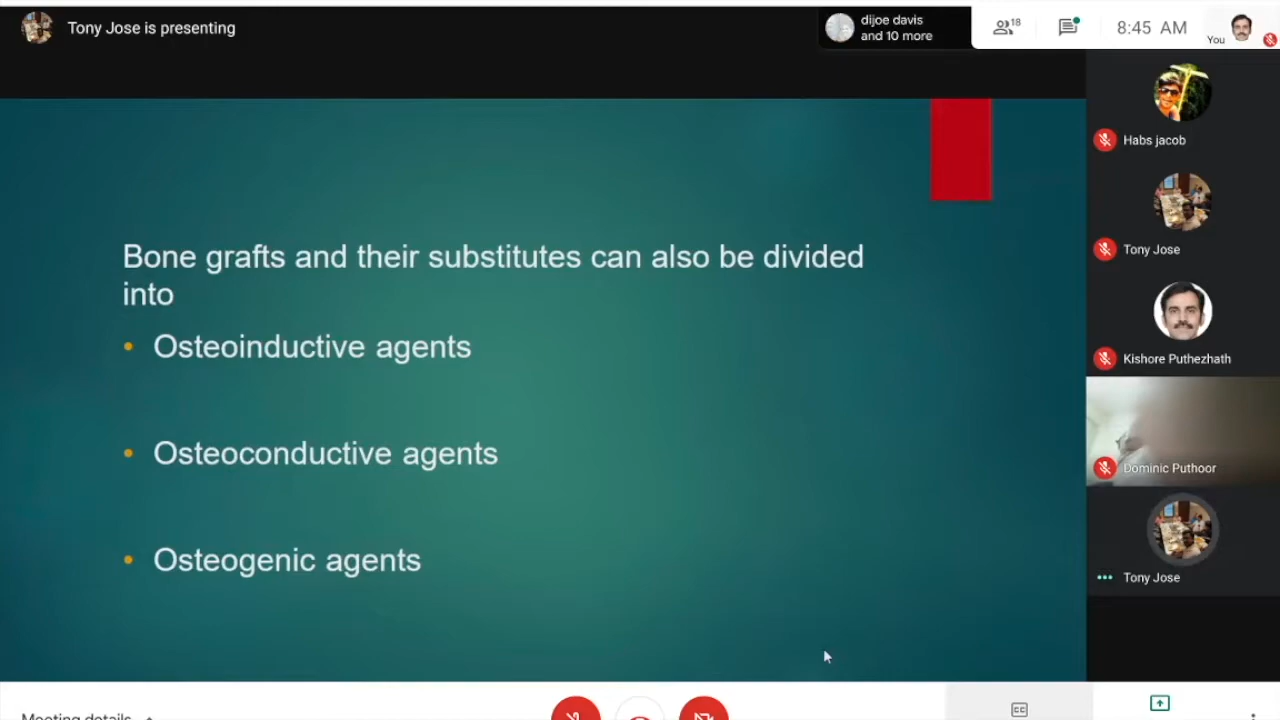 Tony Jose is presenting
dijoe davis
and 10 more
18
8:45 AM
You
Habs jacob
Tony Jose
Kishore Puthezhath
Dominic Puthoor
Tony Jose
Bone grafts and their substitutes can also be divided
into
• Osteoinductive agents
• Osteoconductive agents
• Osteogenic agents
Meeting details
CC